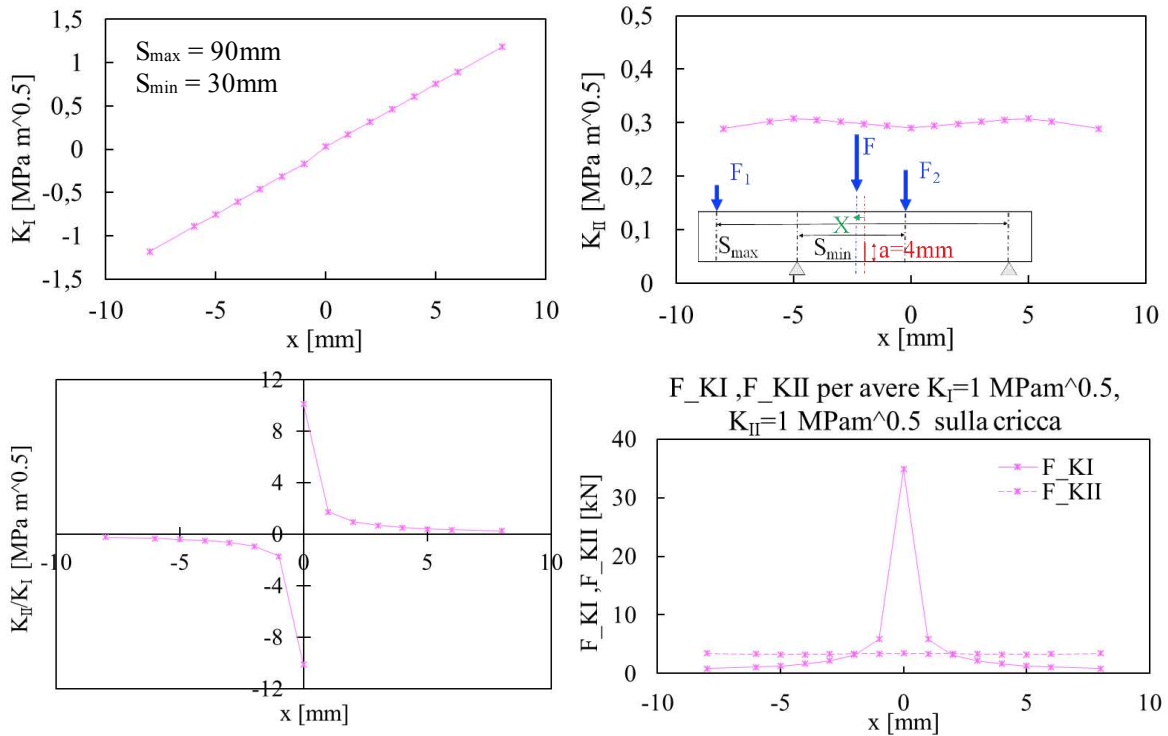 1,5
1
0,5
0
-0,5
-1
-1,5
K_I [MPa m^0.5]
S_max = 90mm
S_min = 30mm
-10 -5 0 5 10
x [mm]
0,5
0,4
0,3
0,2
0,1
0
K_II [MPa m^0.5]
F
F_1
F_2
X
S_max
S_min
a=4mm
-10 -5 0 5 10
x [mm]
12
8
4
0
-4
-8
-12
K_II/K_I [MPa m^0.5]
-10 -5 0 5 10
x [mm]
F_KI ,F_KII per avere K_I=1 MPam^0.5,
K_II=1 MPam^0.5 sulla cricca
40
35
30
25
20
15
10
5
0
F_KI ,F_KII [kN]
F_KI
F_KII
-10 -5 0 5 10
x [mm]